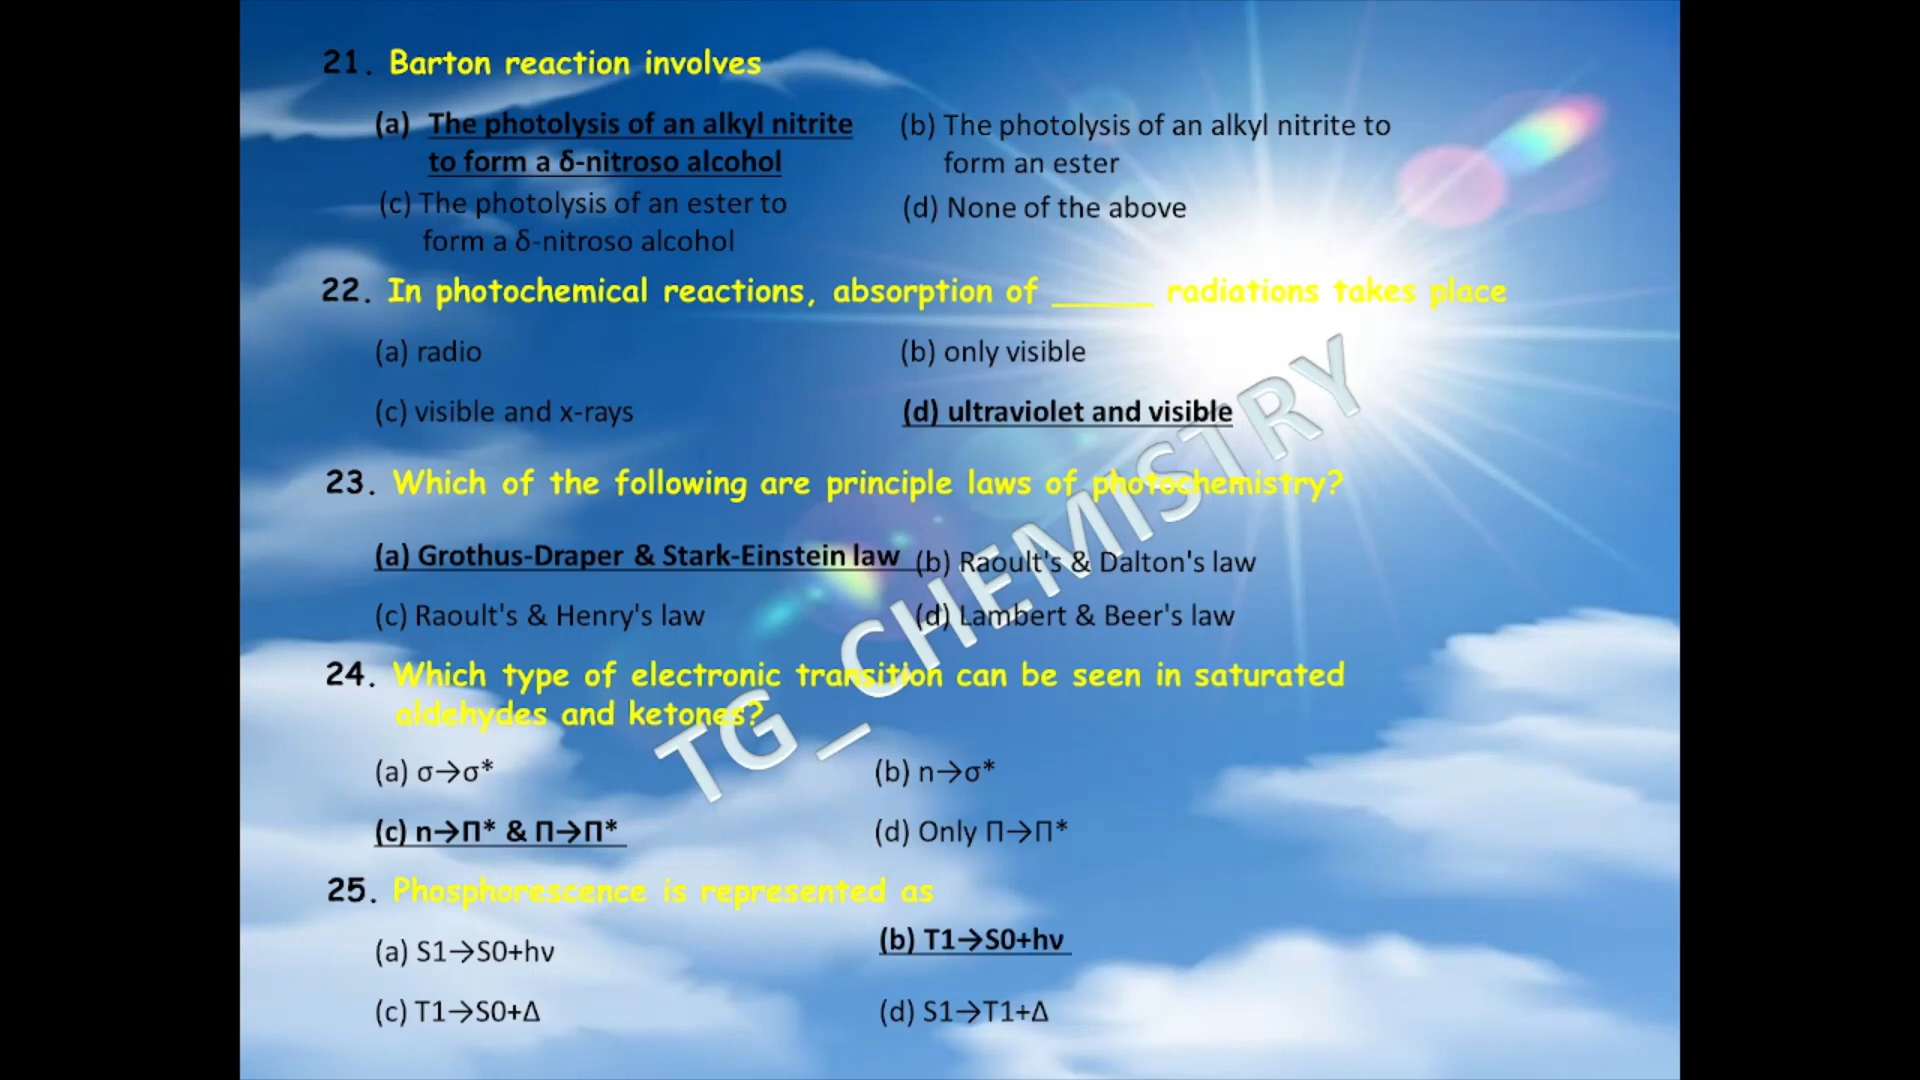 21. Barton reaction involves
(a) The photolysis of an alkyl nitrite
to form a δ-nitroso alcohol
(b) The photolysis of an alkyl nitrite to
form an ester
(c) The photolysis of an ester to
form a δ-nitroso alcohol
(d) None of the above
22. In photochemical reactions, absorption of ______ radiations takes place
(a) radio
(b) only visible
(c) visible and x-rays
(d) ultraviolet and visible
23. Which of the following are principle laws of photochemistry?
(a) Grothus-Draper & Stark-Einstein law
(b) Raoult's & Dalton's law
(c) Raoult's & Henry's law
(d) Lambert & Beer's law
24. Which type of electronic transition can be seen in saturated
aldehydes and ketones?
(a) σ→σ*
(b) n→σ*
(c) n→Π* & Π→Π*
(d) Only Π→Π*
25. Phosphorescence is represented as
(a) S1→S0+hν
(b) T1→S0+hν
(c) T1→S0+Δ
(d) S1→T1+Δ
TG_CHEMISTRY